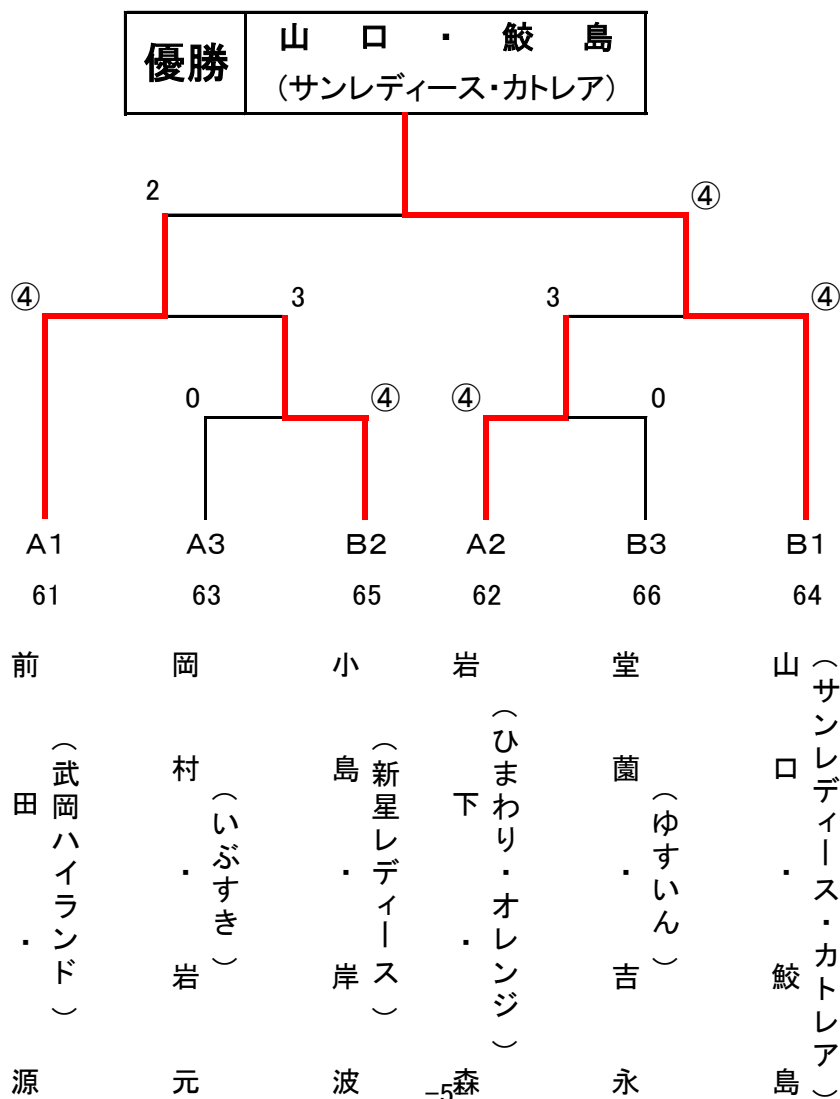 優勝
山口・鮫島
(サンレディース・カトレア)
2
④
④
3
3
④
0
④
④
0
A1
A3
B2
A2
B3
B1
61
63
65
62
66
64
前田・源
(武岡ハイランド)
岡村・岩元
(いぶすき)
小島・岸波
(新星レディース)
岩下・森
(ひまわり・オレンジ)
堂薗・吉永
(ゆすいん)
山口・鮫島
(サンレディース・カトレア)
-5